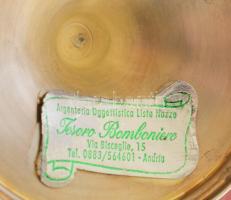 Argenteria Oggettistica Liste Nozze
Tesoro Bomboniere
Via Bisceglie, 15
Tel. 0883/564601 - Andria